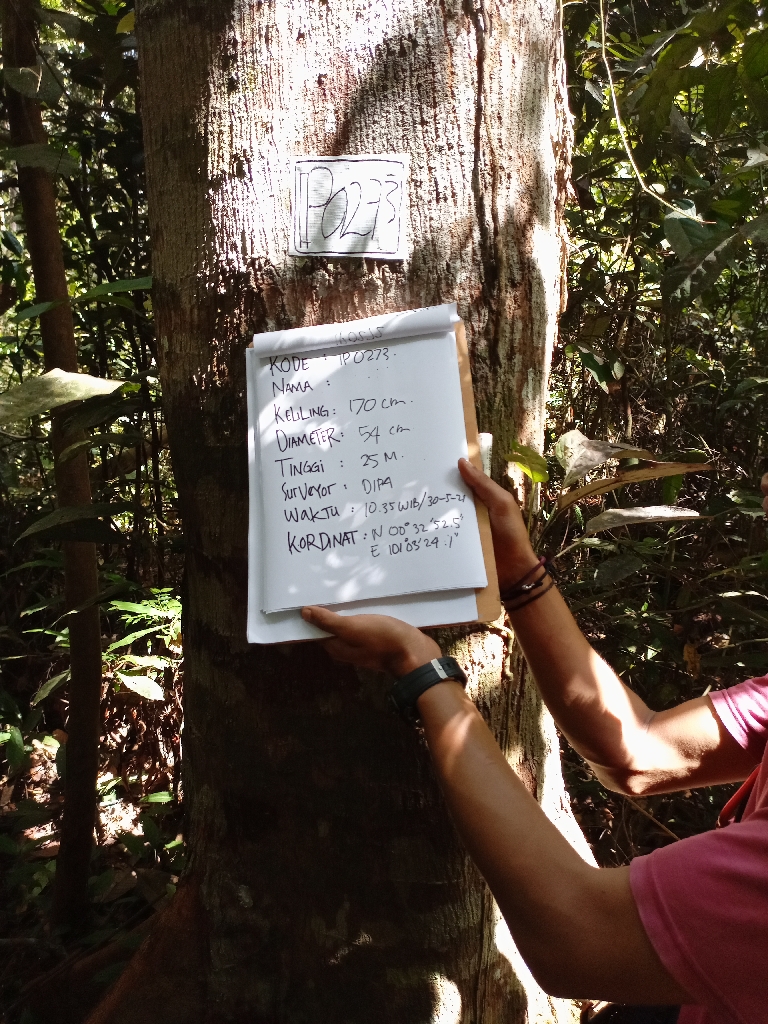 IP0273
KODE : IP0273.
NAMA :
KELILING : 170 cm.
DIAMETER : 54 cm
TINGGI : 25 M.
Surveyor : DIPA
WAKTU : 10.35 WIB/30-5-21
KORDINAT : N 00° 32' 52.5"
E 101° 03' 24.1"